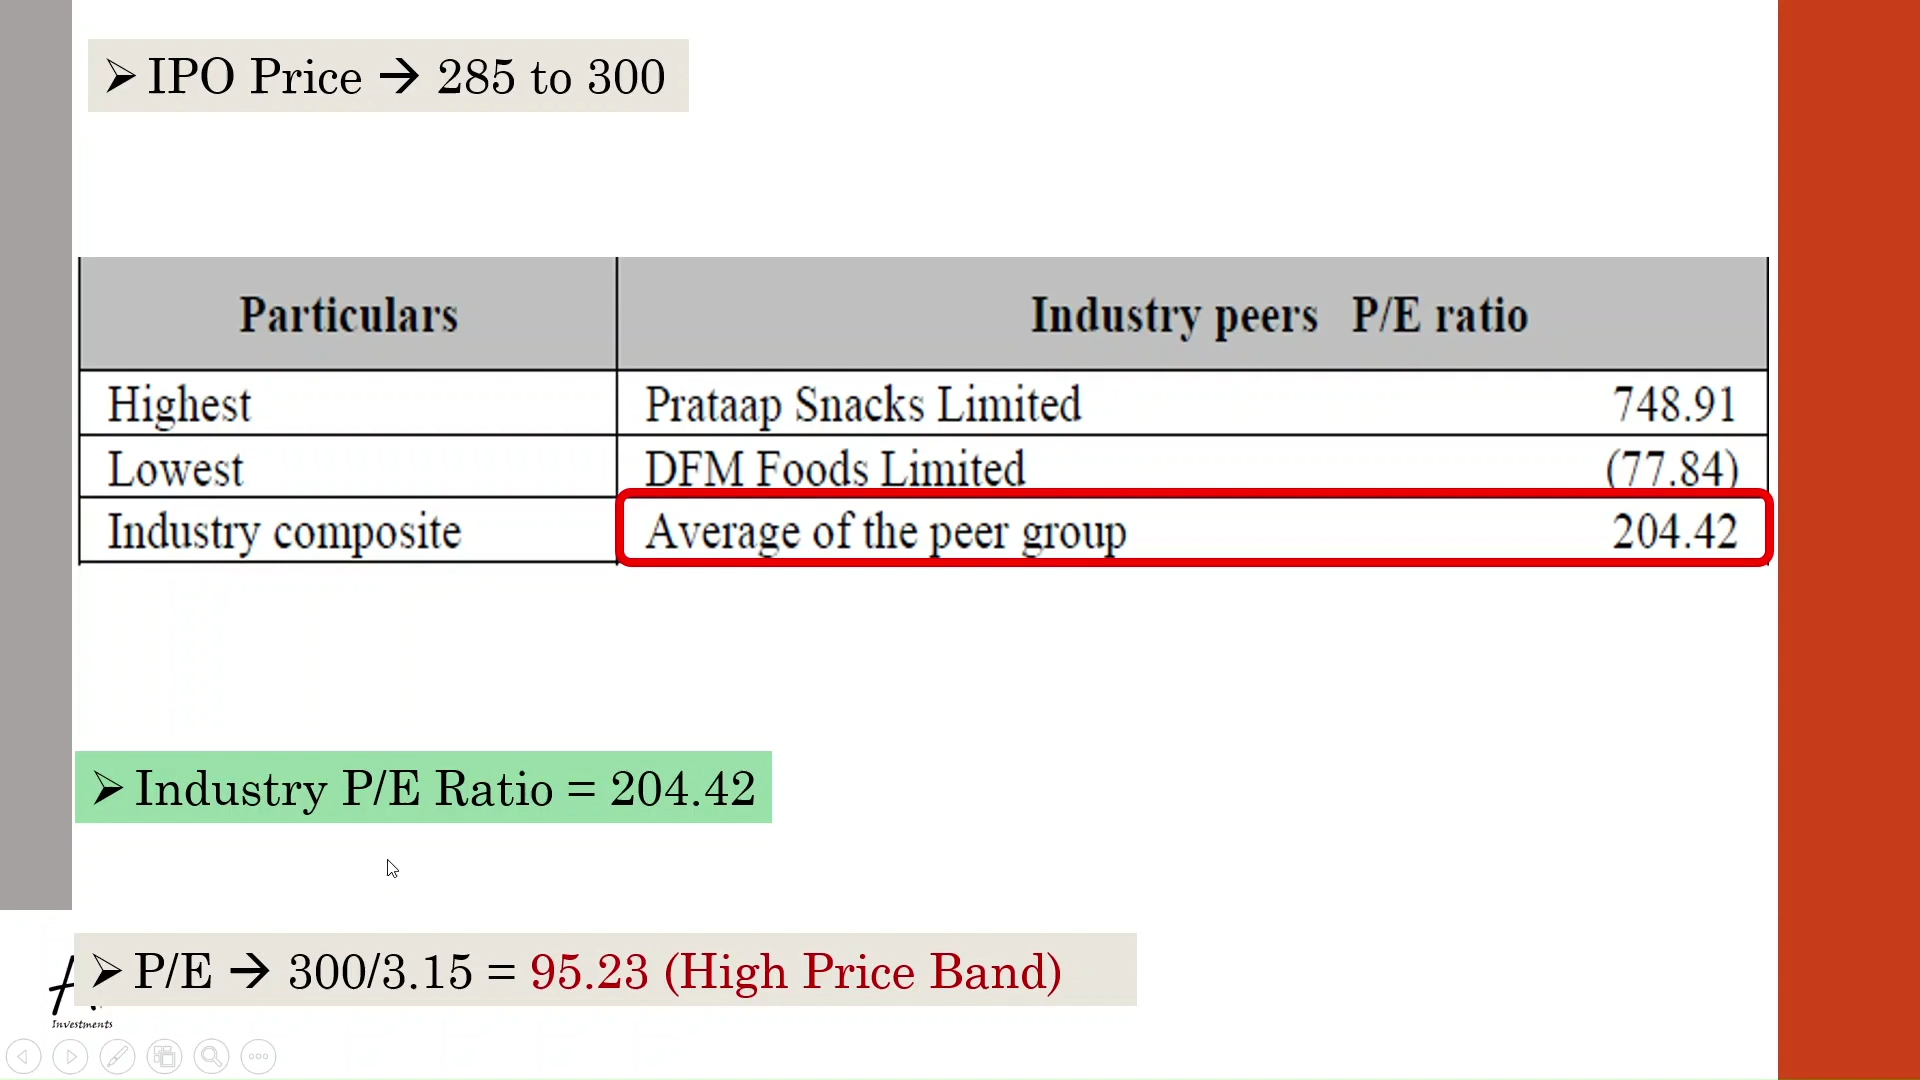 ➢ IPO Price → 285 to 300
Particulars Industry peers P/E ratio
Highest Prataap Snacks Limited 748.91
Lowest DFM Foods Limited (77.84)
Industry composite Average of the peer group 204.42
➢ Industry P/E Ratio = 204.42
➢ P/E → 300/3.15 = 95.23 (High Price Band)
Investments